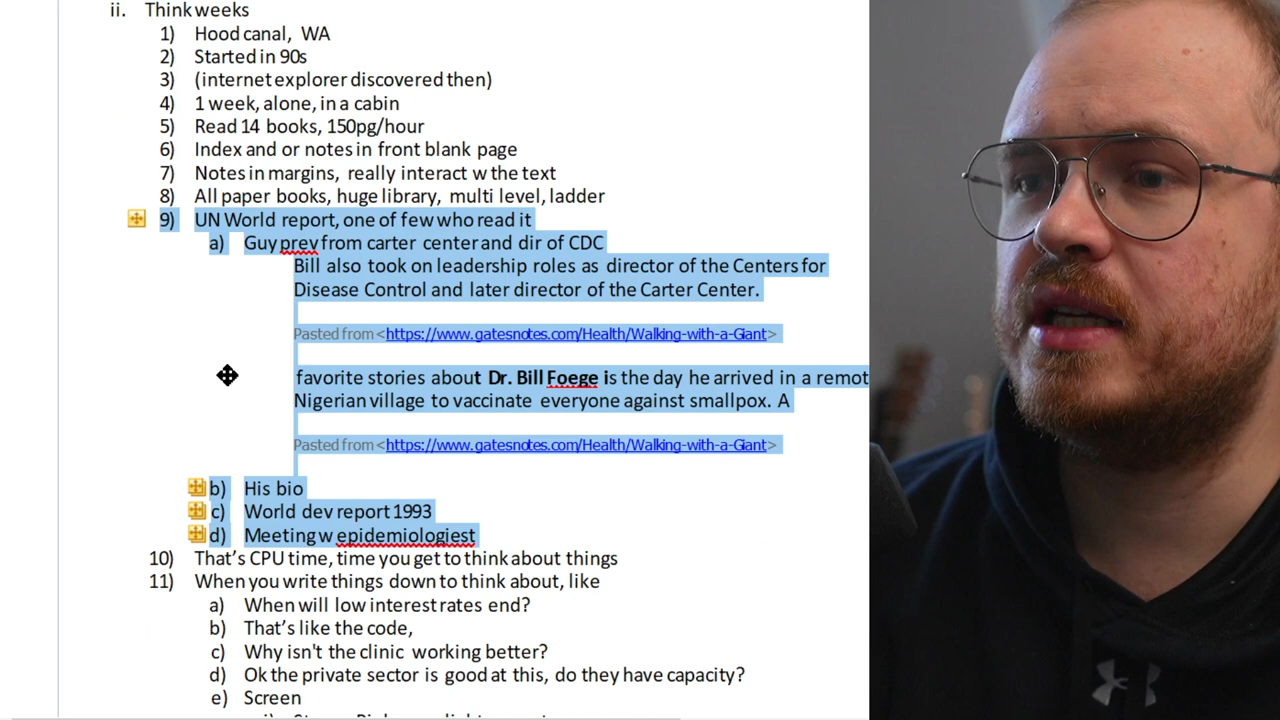 ii. Think weeks
1) Hood canal, WA
2) Started in 90s
3) (internet explorer discovered then)
4) 1 week, alone, in a cabin
5) Read 14 books, 150pg/hour
6) Index and or notes in front blank page
7) Notes in margins, really interact w the text
8) All paper books, huge library, multi level, ladder
9) UN World report, one of few who read it
a) Guy prev from carter center and dir of CDC
Bill also took on leadership roles as director of the Centers for
Disease Control and later director of the Carter Center.
Pasted from <https://www.gatesnotes.com/Health/Walking-with-a-Giant>
favorite stories about Dr. Bill Foege is the day he arrived in a remot
Nigerian village to vaccinate everyone against smallpox. A
Pasted from <https://www.gatesnotes.com/Health/Walking-with-a-Giant>
b) His bio
c) World dev report 1993
d) Meeting w epidemiologiest
10) That's CPU time, time you get to think about things
11) When you write things down to think about, like
a) When will low interest rates end?
b) That's like the code,
c) Why isn't the clinic working better?
d) Ok the private sector is good at this, do they have capacity?
e) Screen